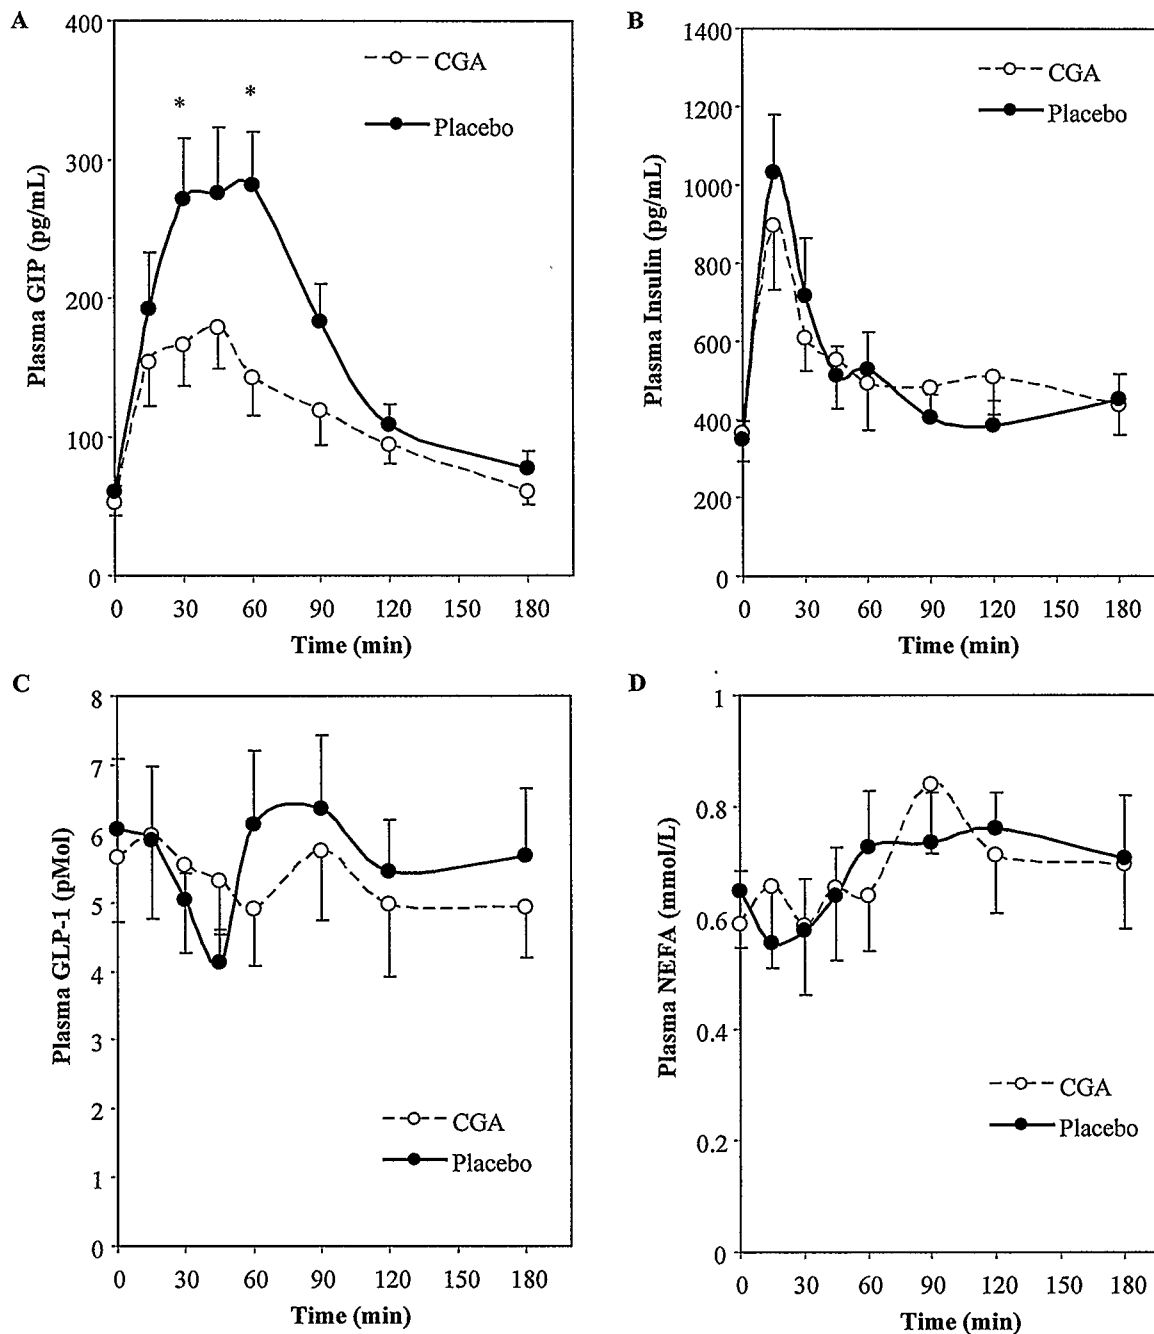 A
400
300
200
100
0
Plasma GIP (pg/mL)
CGA
Placebo
*
*
0 30 60 90 120 150 180
Time (min)
B
1400
1200
1000
800
600
400
200
0
Plasma Insulin (pg/mL)
CGA
Placebo
0 30 60 90 120 150 180
Time (min)
C
8
7
6
5
4
3
2
1
0
Plasma GLP-1 (pMol)
CGA
Placebo
0 30 60 90 120 150 180
Time (min)
D
1
0.8
0.6
0.4
0.2
0
Plasma NEFA (mmol/L)
CGA
Placebo
0 30 60 90 120 150 180
Time (min)